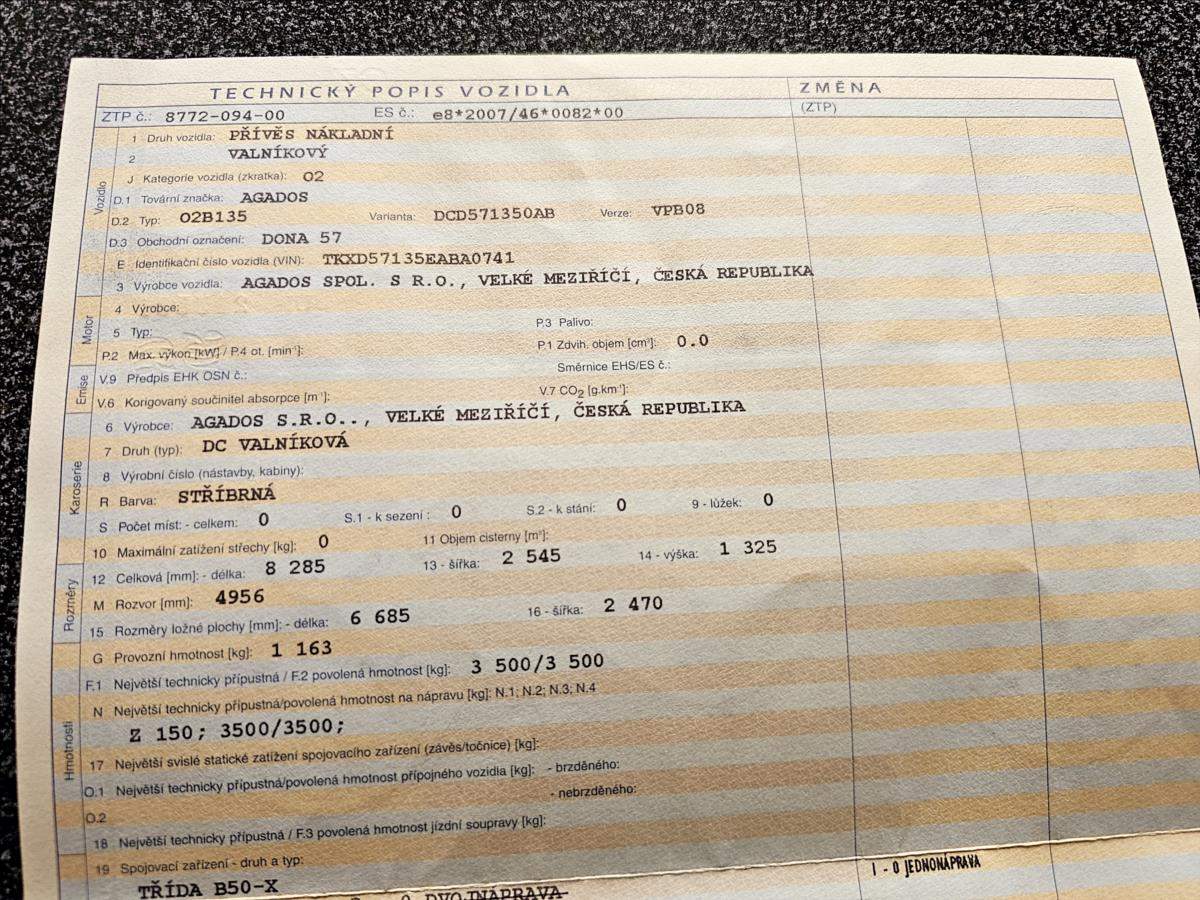 TECHNICKÝ POPIS VOZIDLA ZMĚNA
ZTP č.: 8772-094-00 ES č.: e8*2007/46*0082*00 (ZTP)
Vozidlo
1 Druh vozidla: PŘÍVĚS NÁKLADNÍ
2 VALNÍKOVÝ
J Kategorie vozidla (zkratka): O2
D.1 Tovární značka: AGADOS
D.2 Typ: O2B135 Varianta: DCD571350AB Verze: VPB08
D.3 Obchodní označení: DONA 57
E Identifikační číslo vozidla (VIN): TKXD57135EABA0741
3 Výrobce vozidla: AGADOS SPOL. S R.O., VELKÉ MEZIŘÍČÍ, ČESKÁ REPUBLIKA
Motor
4 Výrobce:
5 Typ: P.3 Palivo:
P.2 Max. výkon [kW] / P.4 ot. [min⁻¹]: P.1 Zdvih. objem [cm³]: 0.0
Emise
V.9 Předpis EHK OSN č.: Směrnice EHS/ES č.:
V.6 Korigovaný součinitel absorpce [m⁻¹]: V.7 CO₂ [g.km⁻¹]:
Karoserie
6 Výrobce: AGADOS S.R.O.., VELKÉ MEZIŘÍČÍ, ČESKÁ REPUBLIKA
7 Druh (typ): DC VALNÍKOVÁ
8 Výrobní číslo (nástavby, kabiny):
R Barva: STŘÍBRNÁ
S Počet míst: - celkem: 0 S.1 - k sezení : 0 S.2 - k stání: 0 9 - lůžek: 0
10 Maximální zatížení střechy [kg]: 0 11 Objem cisterny [m³]:
Rozměry
12 Celková [mm]: - délka: 8 285 13 - šířka: 2 545 14 - výška: 1 325
M Rozvor [mm]: 4956
15 Rozměry ložné plochy [mm]: - délka: 6 685 16 - šířka: 2 470
Hmotnosti
G Provozní hmotnost [kg]: 1 163
F.1 Největší technicky přípustná / F.2 povolená hmotnost [kg]: 3 500/3 500
N Největší technicky přípustná/povolená hmotnost na nápravu [kg]: N.1; N.2; N.3; N.4
Z 150; 3500/3500;
17 Největší svislé statické zatížení spojovacího zařízení (závěs/točnice) [kg]:
O.1 Největší technicky přípustná/povolená hmotnost přípojného vozidla [kg]: - brzděného:
O.2 - nebrzděného:
18 Největší technicky přípustná / F.3 povolená hmotnost jízdní soupravy [kg]:
19 Spojovací zařízení - druh a typ:
1 - 0 JEDNONÁPRAVA
TŘÍDA B50-X
0 DVOJNÁPRAVA